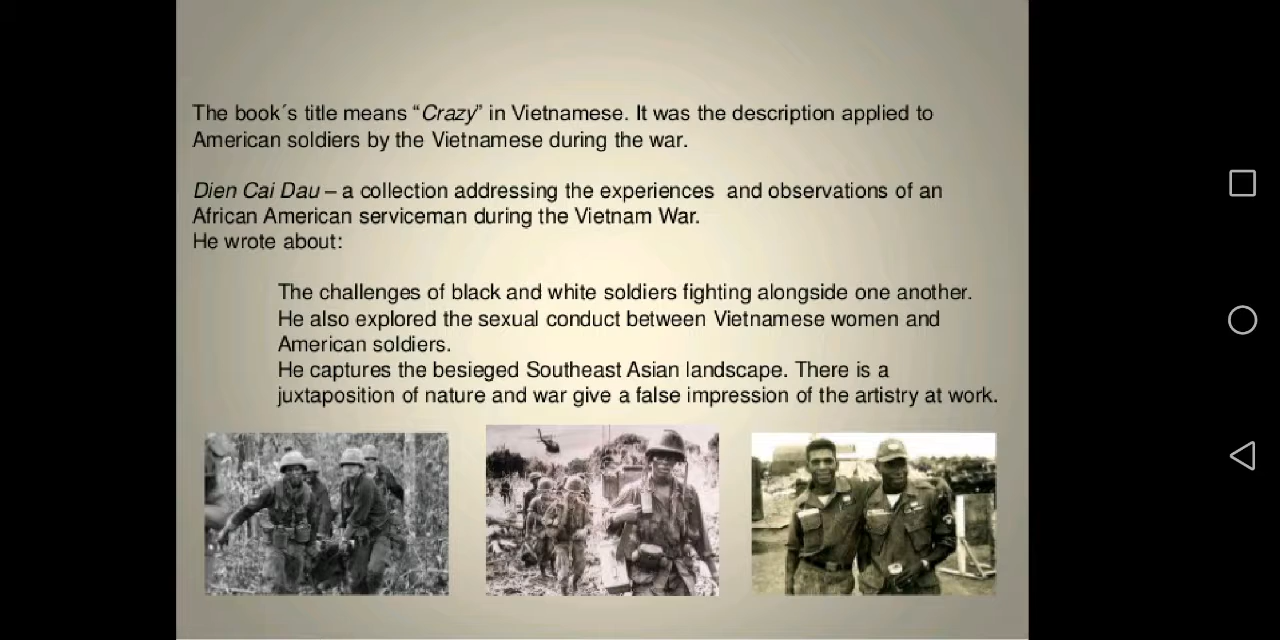 The book´s title means “Crazy” in Vietnamese. It was the description applied to
American soldiers by the Vietnamese during the war.
Dien Cai Dau – a collection addressing the experiences and observations of an
African American serviceman during the Vietnam War.
He wrote about:
The challenges of black and white soldiers fighting alongside one another.
He also explored the sexual conduct between Vietnamese women and
American soldiers.
He captures the besieged Southeast Asian landscape. There is a
juxtaposition of nature and war give a false impression of the artistry at work.